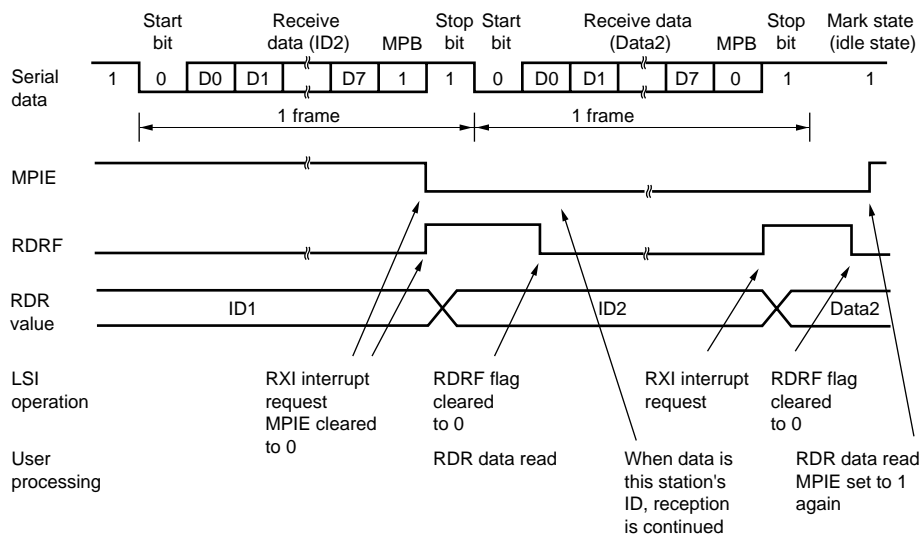 Start bit
Receive data (ID2)
MPB
Stop bit
Start bit
Receive data (Data2)
MPB
Stop bit
Mark state (idle state)
Serial data
1 0 D0 D1 D7 1 1 0 D0 D1 D7 0 1 1
1 frame 1 frame
MPIE
RDRF
RDR value
ID1 ID2 Data2
LSI operation
RXI interrupt
request
MPIE cleared
to 0
RDRF flag
cleared
to 0
RXI interrupt
request
RDRF flag
cleared
to 0
User processing
RDR data read
When data is
this station's
ID, reception
is continued
RDR data read
MPIE set to 1
again